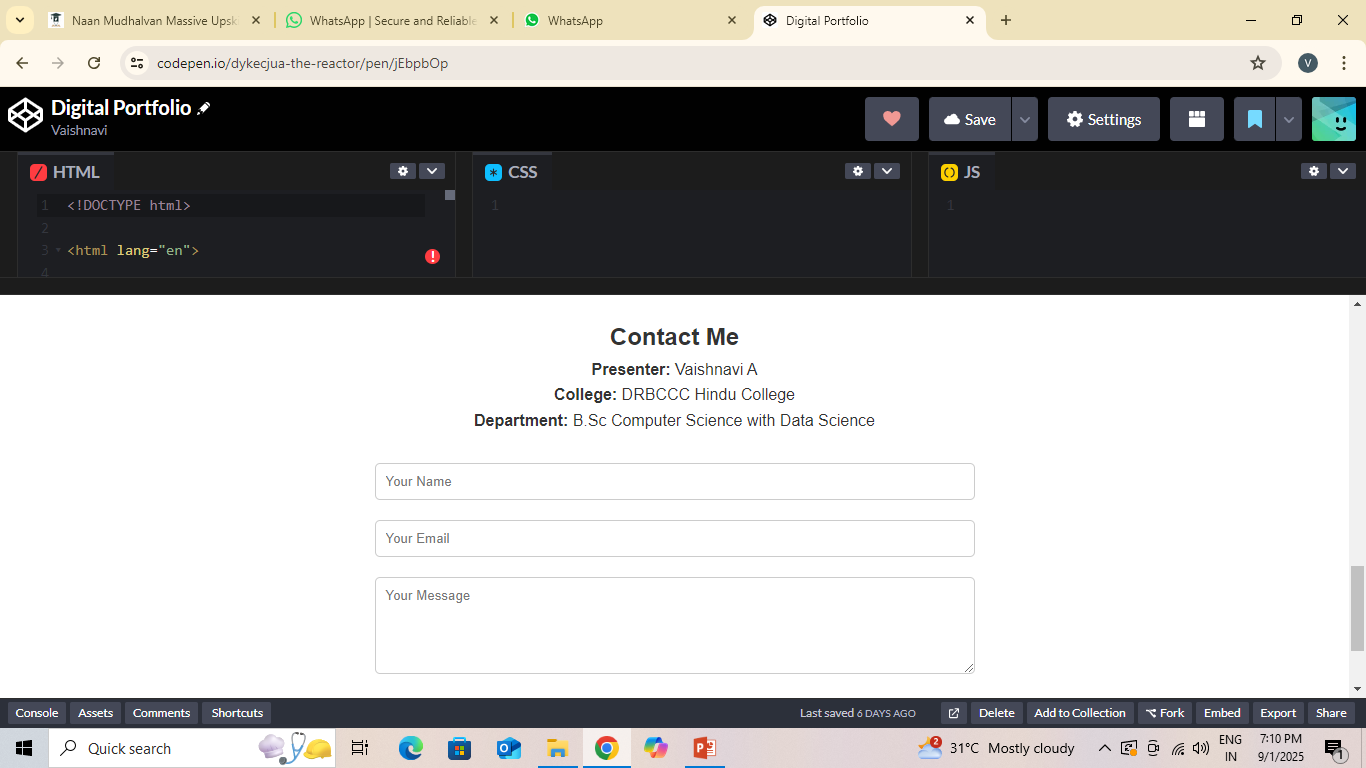 Naan Mudhalvan Massive Upsk
WhatsApp | Secure and Reliable
WhatsApp
Digital Portfolio
codepen.io/dykecjua-the-reactor/pen/jEbpbOp
V
Digital Portfolio
Vaishnavi
Save
Settings
HTML
CSS
JS
1 <!DOCTYPE html>
2
3 <html lang="en">
4
1
1
Contact Me
Presenter: Vaishnavi A
College: DRBCCC Hindu College
Department: B.Sc Computer Science with Data Science
Your Name
Your Email
Your Message
Console Assets Comments Shortcuts
Last saved 6 DAYS AGO
Delete Add to Collection Fork Embed Export Share
Quick search
2
31°C Mostly cloudy
ENG
IN
7:10 PM
9/1/2025
1